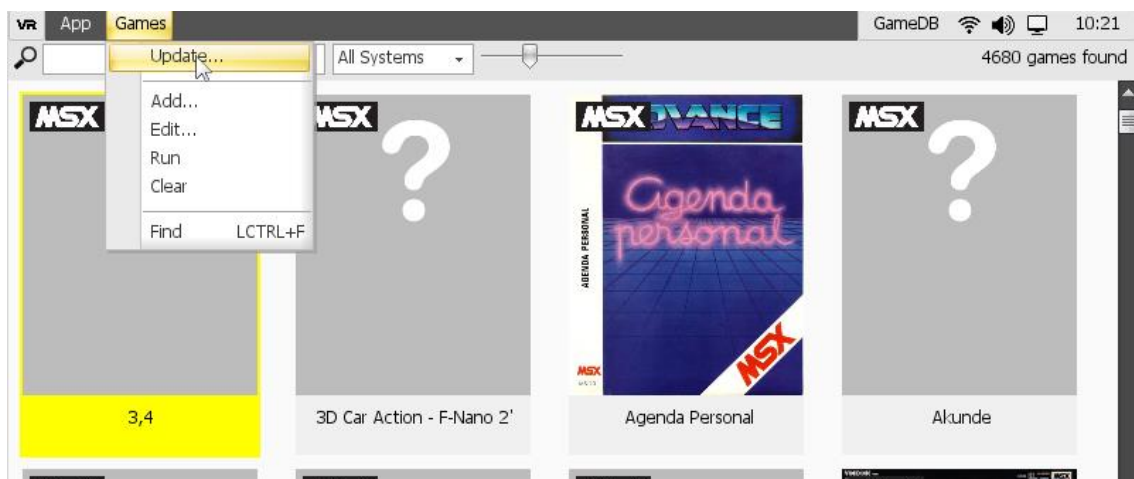 VR App Games GameDB 10:21
Update... All Systems 4680 games found
Add...
Edit...
Run
Clear
Find LCTRL+F
MSX
MSX
MSX ADVANCE
Agenda
personal
AGENDA PERSONAL
MSX
MSX
MSX
3,4
3D Car Action - F-Nano 2'
Agenda Personal
Akunde